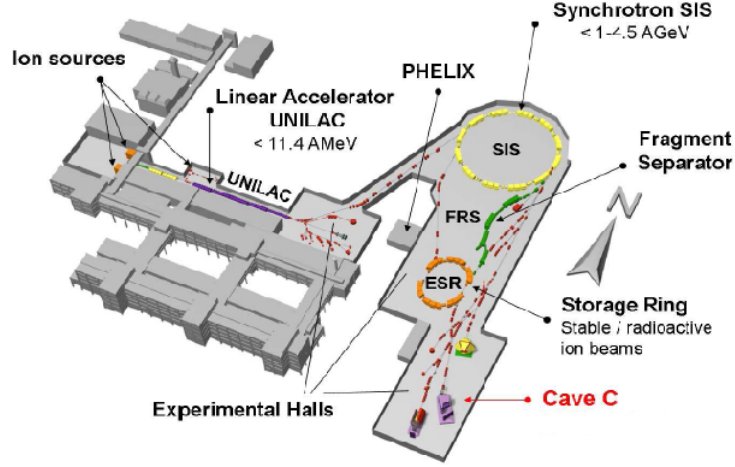 Synchrotron SIS
< 1-4.5 AGeV
Ion sources
PHELIX
Linear Accelerator
UNILAC
< 11.4 AMeV
Fragment
Separator
SIS
UNILAC
FRS
N
ESR
Storage Ring
Stable / radioactive
ion beams
Experimental Halls
Cave C